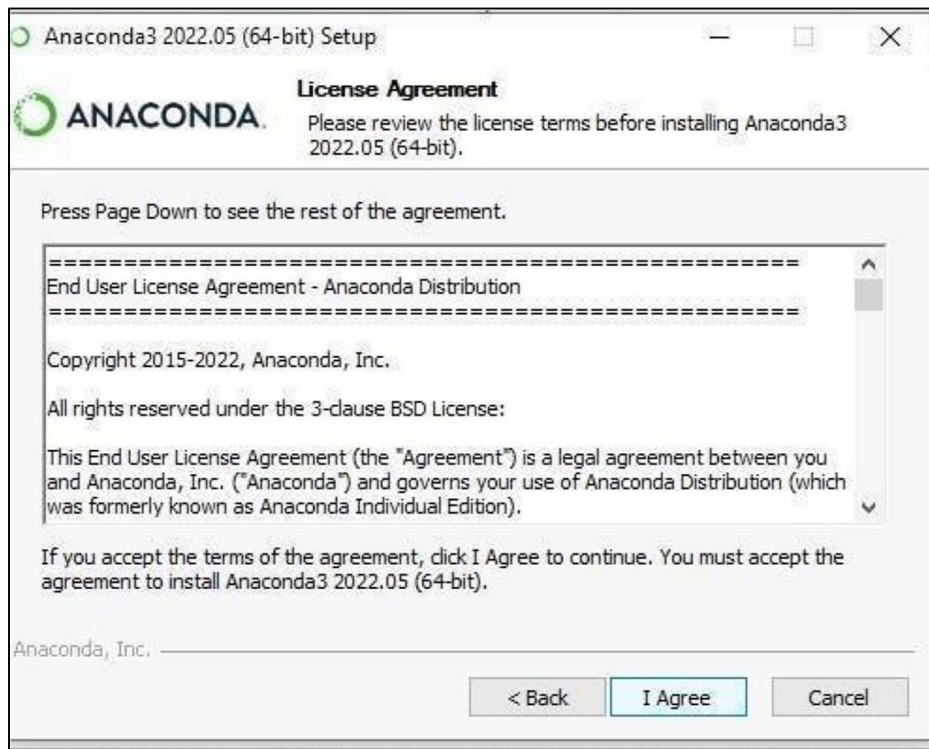 Anaconda3 2022.05 (64-bit) Setup
ANACONDA.
License Agreement
Please review the license terms before installing Anaconda3
2022.05 (64-bit).
Press Page Down to see the rest of the agreement.
==================================================
End User License Agreement - Anaconda Distribution
==================================================
Copyright 2015-2022, Anaconda, Inc.
All rights reserved under the 3-clause BSD License:
This End User License Agreement (the "Agreement") is a legal agreement between you
and Anaconda, Inc. ("Anaconda") and governs your use of Anaconda Distribution (which
was formerly known as Anaconda Individual Edition).
If you accept the terms of the agreement, click I Agree to continue. You must accept the
agreement to install Anaconda3 2022.05 (64-bit).
Anaconda, Inc.
< Back I Agree Cancel